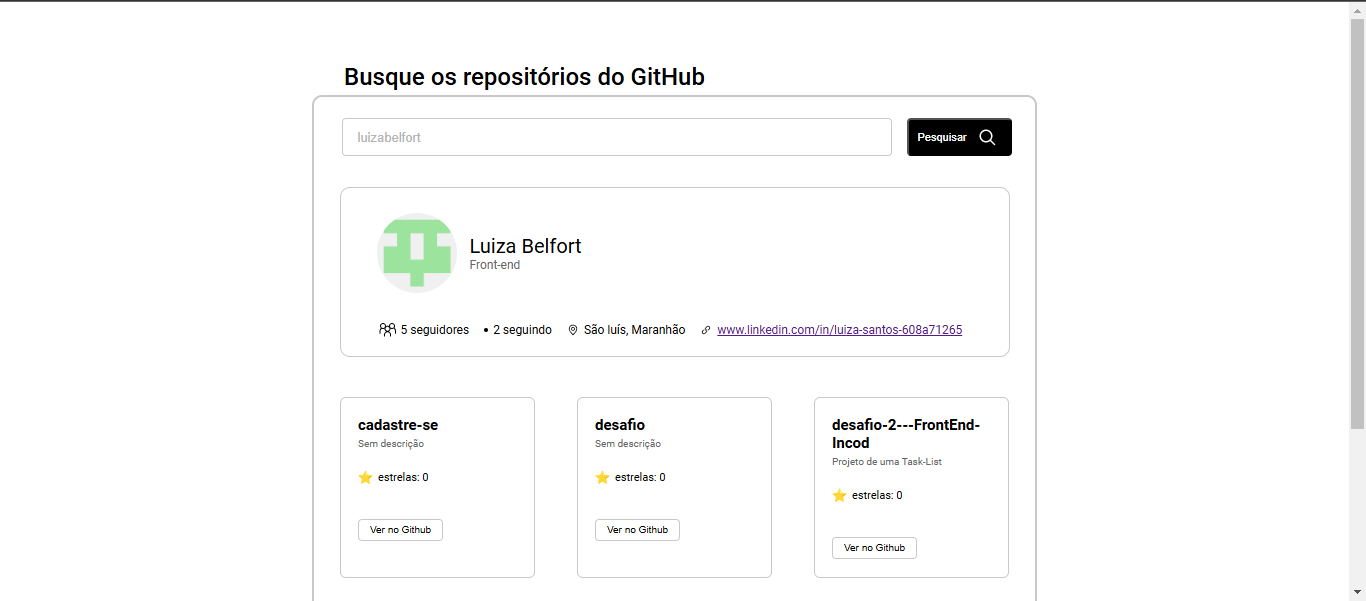 Busque os repositórios do GitHub
luizabelfort
Pesquisar
Luiza Belfort
Front-end
5 seguidores • 2 seguindo São luís, Maranhão www.linkedin.com/in/luiza-santos-608a71265
cadastre-se
Sem descrição
estrelas: 0
Ver no Github
desafio
Sem descrição
estrelas: 0
Ver no Github
desafio-2---FrontEnd-
Incod
Projeto de uma Task-List
estrelas: 0
Ver no Github